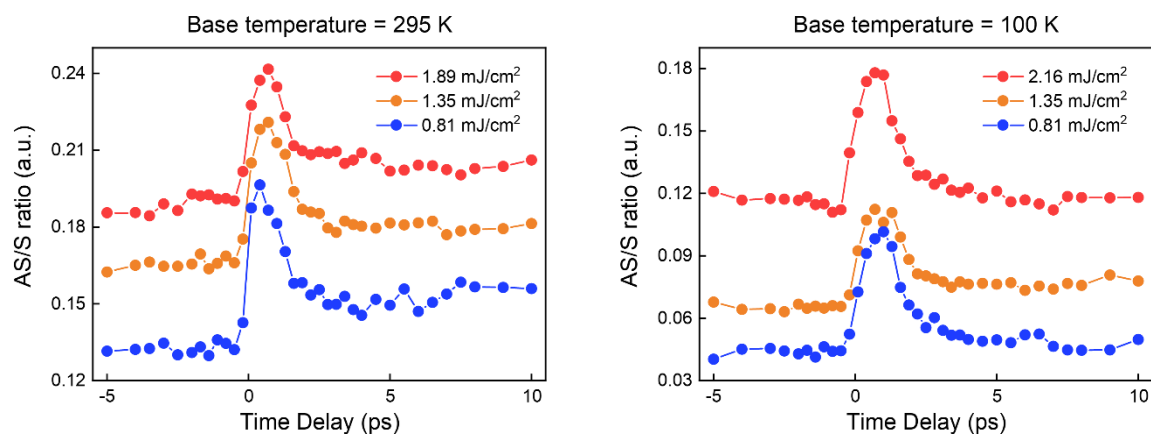 Base temperature = 295 K
AS/S ratio (a.u.)
0.24
0.21
0.18
0.15
0.12
1.89 mJ/cm²
1.35 mJ/cm²
0.81 mJ/cm²
-5
0
5
10
Time Delay (ps)
Base temperature = 100 K
AS/S ratio (a.u.)
0.18
0.15
0.12
0.09
0.06
0.03
2.16 mJ/cm²
1.35 mJ/cm²
0.81 mJ/cm²
-5
0
5
10
Time Delay (ps)